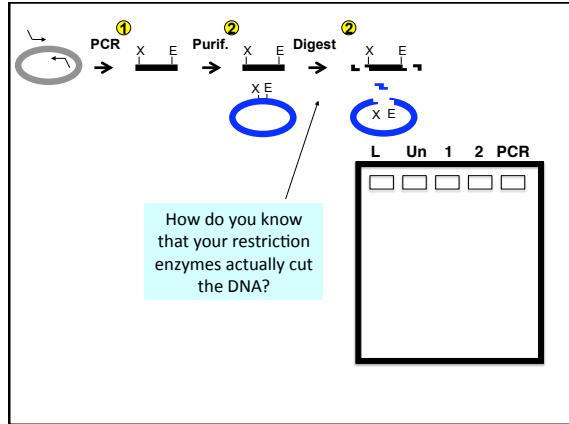 1 2 2
PCR Purif. Digest
X E X E X E
X E
X E
L Un 1 2 PCR
How do you know
that your restriction
enzymes actually cut
the DNA?